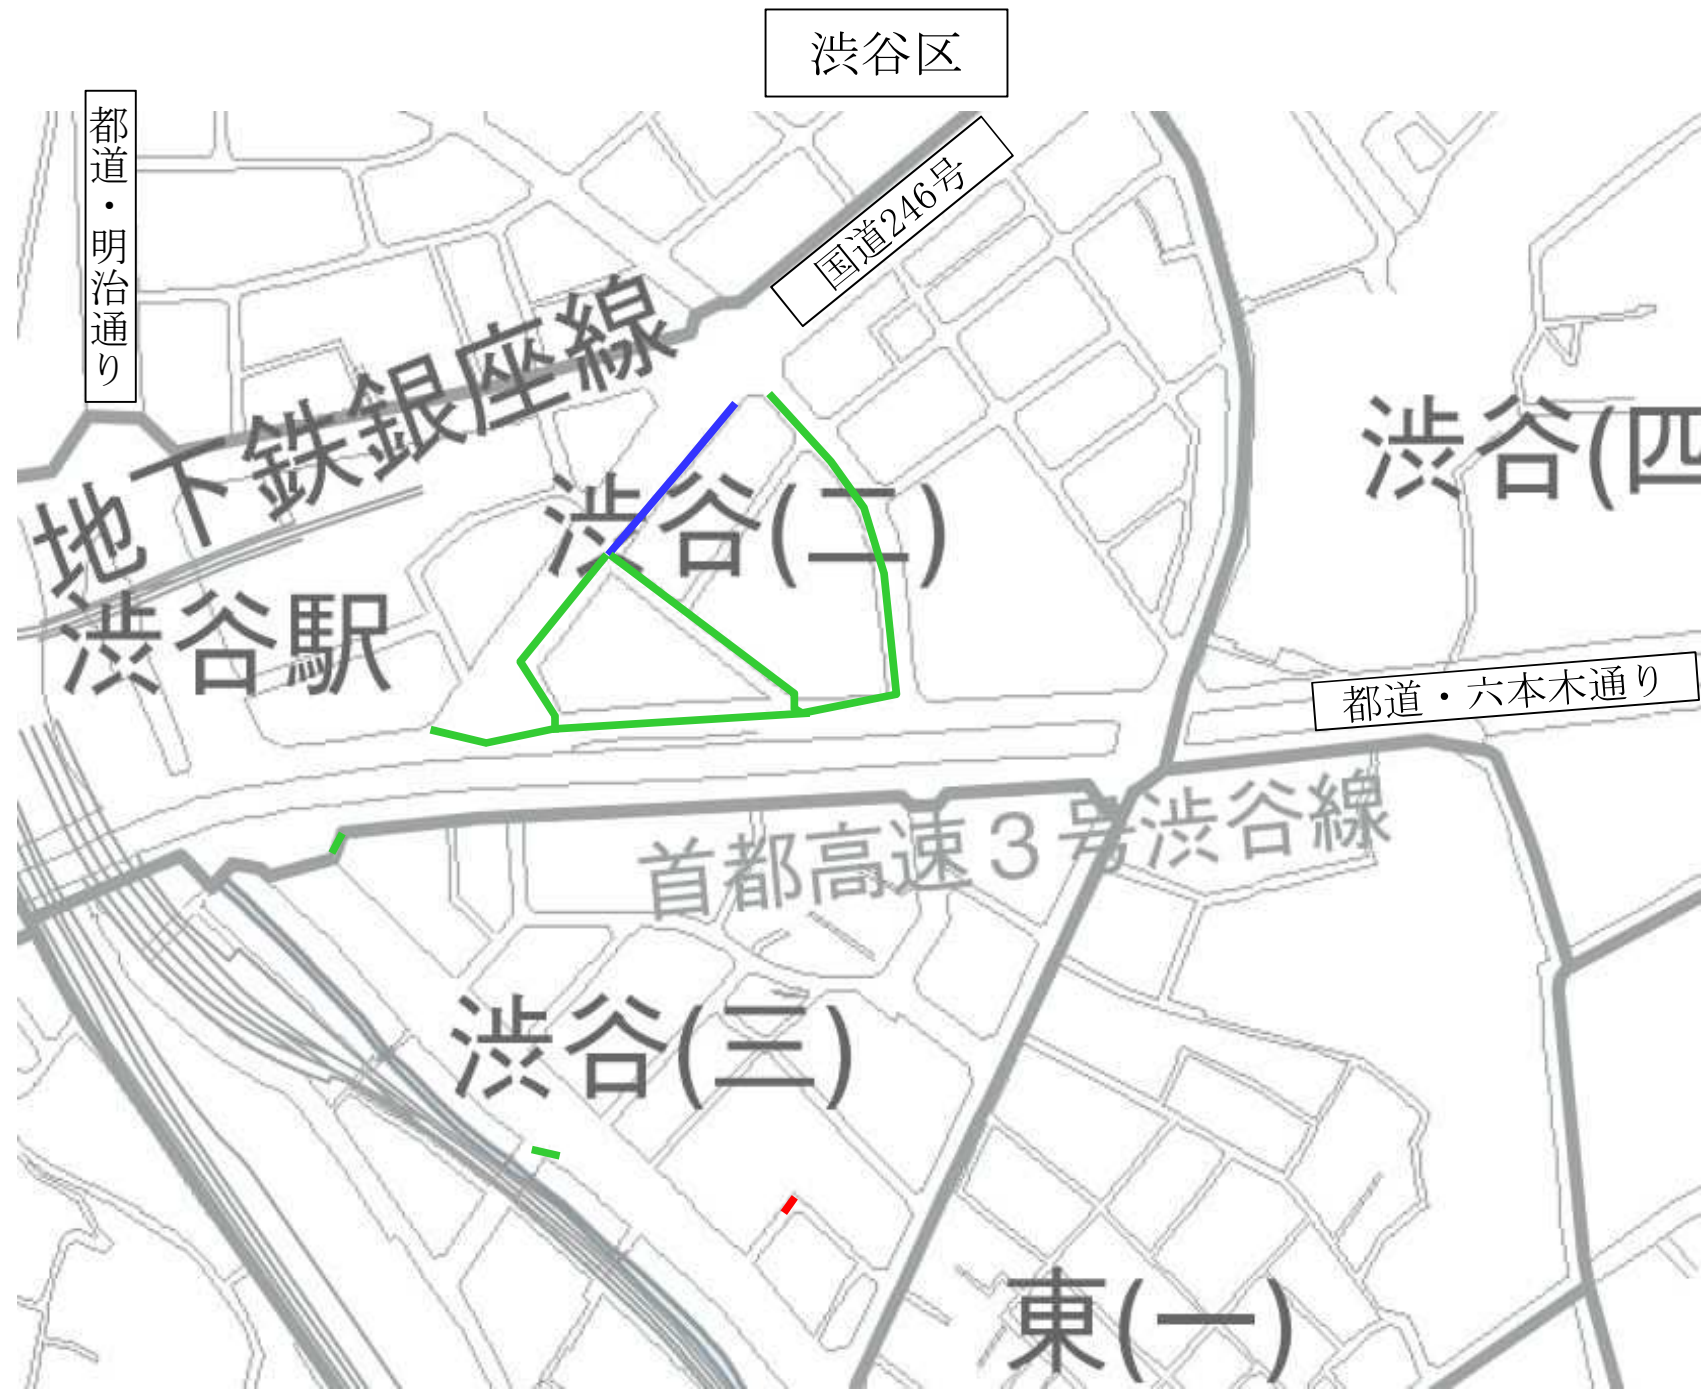 渋谷区
都道・明治通り
国道246号
地下鉄銀座線
渋谷(四
渋谷(二)
渋谷駅
都道・六本木通り
首都高速３号渋谷線
渋谷(三)
東(一)